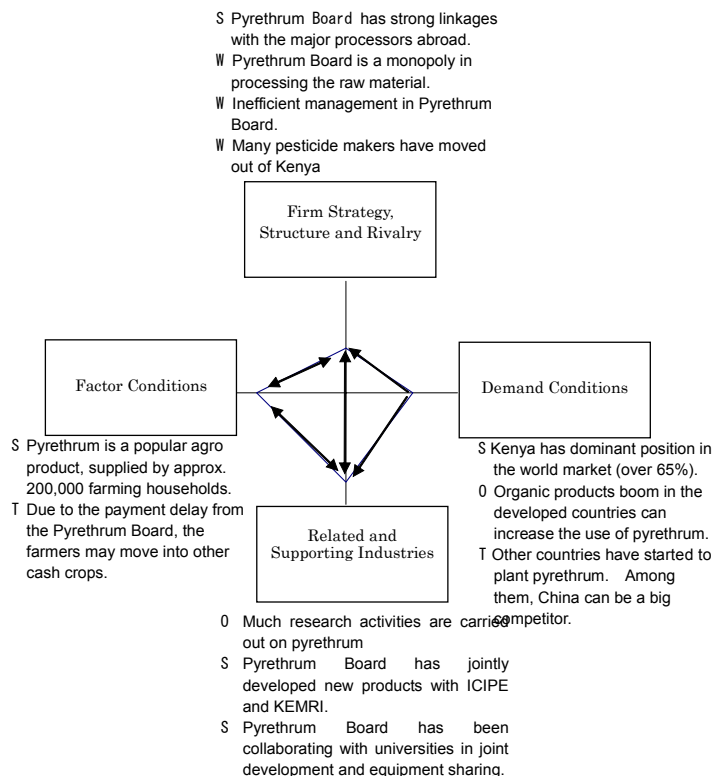 S Pyrethrum Board has strong linkages
with the major processors abroad.
W Pyrethrum Board is a monopoly in
processing the raw material.
W Inefficient management in Pyrethrum
Board.
W Many pesticide makers have moved
out of Kenya
Firm Strategy,
Structure and Rivalry
Factor Conditions
Demand Conditions
S Pyrethrum is a popular agro
product, supplied by approx.
200,000 farming households.
T Due to the payment delay from
the Pyrethrum Board, the
farmers may move into other
cash crops.
S Kenya has dominant position in
the world market (over 65%).
O Organic products boom in the
developed countries can
increase the use of pyrethrum.
T Other countries have started to
plant pyrethrum. Among
them, China can be a big
competitor.
Related and
Supporting Industries
O Much research activities are carried
out on pyrethrum
S Pyrethrum Board has jointly
developed new products with ICIPE
and KEMRI.
S Pyrethrum Board has been
collaborating with universities in joint
development and equipment sharing.